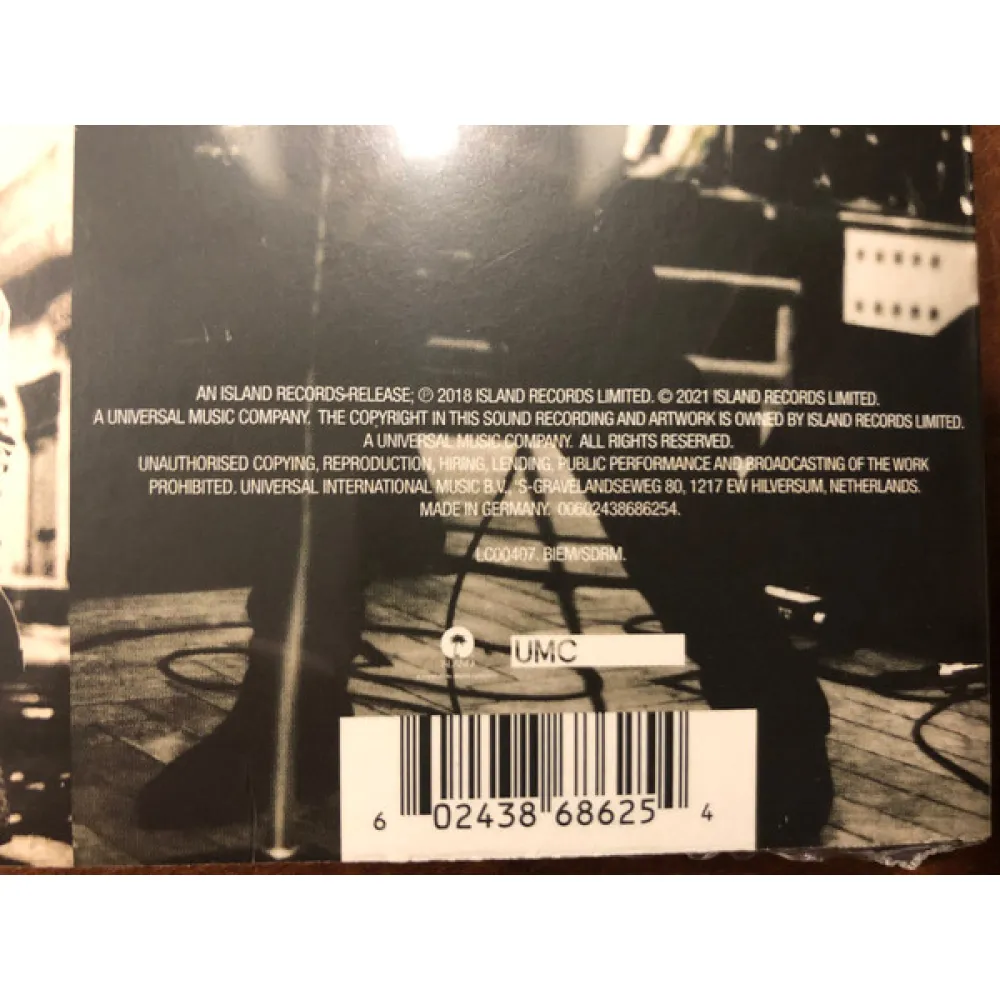 AN ISLAND RECORDS-RELEASE; ℗ 2018 ISLAND RECORDS LIMITED. © 2021 ISLAND RECORDS LIMITED.
A UNIVERSAL MUSIC COMPANY. THE COPYRIGHT IN THIS SOUND RECORDING AND ARTWORK IS OWNED BY ISLAND RECORDS LIMITED.
A UNIVERSAL MUSIC COMPANY. ALL RIGHTS RESERVED.
UNAUTHORISED COPYING, REPRODUCTION, HIRING, LENDING, PUBLIC PERFORMANCE AND BROADCASTING OF THE WORK
PROHIBITED. UNIVERSAL INTERNATIONAL MUSIC B.V., 'S-GRAVELANDSEWEG 80, 1217 EW HILVERSUM, NETHERLANDS.
MADE IN GERMANY. 00602438686254.
LC00407. BIEM/SDRM.
ISLAND
UMC
6 02438 68625 4